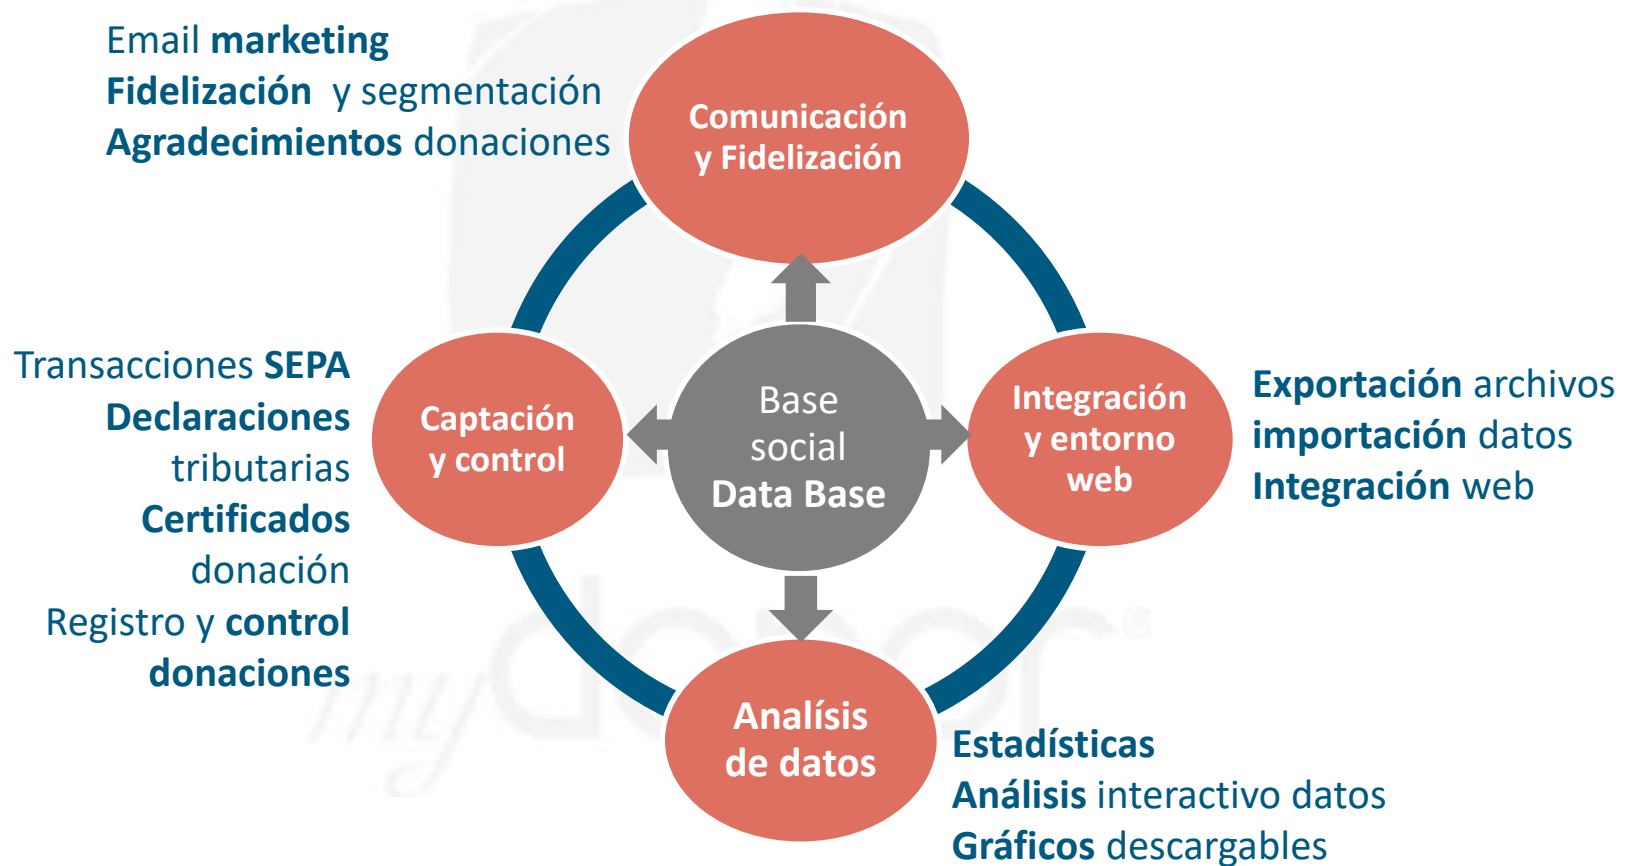 Email marketing
Fidelización y segmentación
Agradecimientos donaciones
Comunicación
y Fidelización
Transacciones SEPA
Declaraciones
tributarias
Certificados
donación
Registro y control
donaciones
Captación
y control
Base
social
Data Base
Integración
y entorno
web
Exportación archivos
importación datos
Integración web
Analísis
de datos
Estadísticas
Análisis interactivo datos
Gráficos descargables
mydonor®